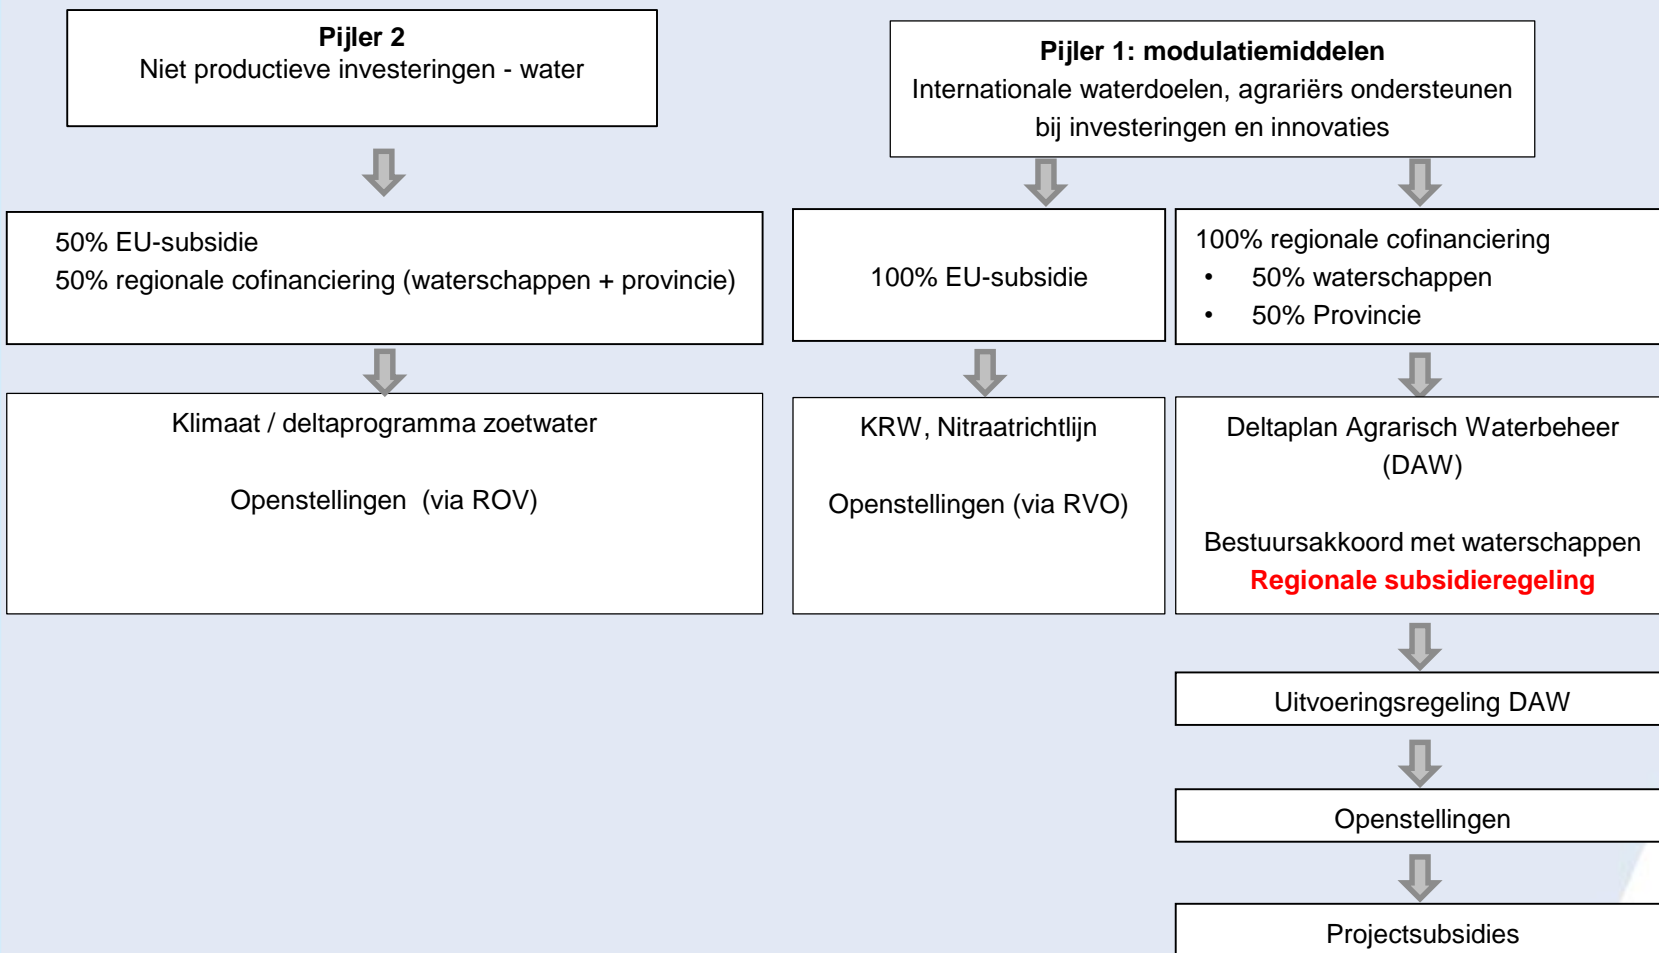 Pijler 2
Niet productieve investeringen - water
Pijler 1: modulatiemiddelen
Internationale waterdoelen, agrariërs ondersteunen
bij investeringen en innovaties
50% EU-subsidie
50% regionale cofinanciering (waterschappen + provincie)
100% EU-subsidie
100% regionale cofinanciering
• 50% waterschappen
• 50% Provincie
Klimaat / deltaprogramma zoetwater
Openstellingen (via ROV)
KRW, Nitraatrichtlijn
Openstellingen (via RVO)
Deltaplan Agrarisch Waterbeheer
(DAW)
Bestuursakkoord met waterschappen
Regionale subsidieregeling
Uitvoeringsregeling DAW
Openstellingen
Projectsubsidies